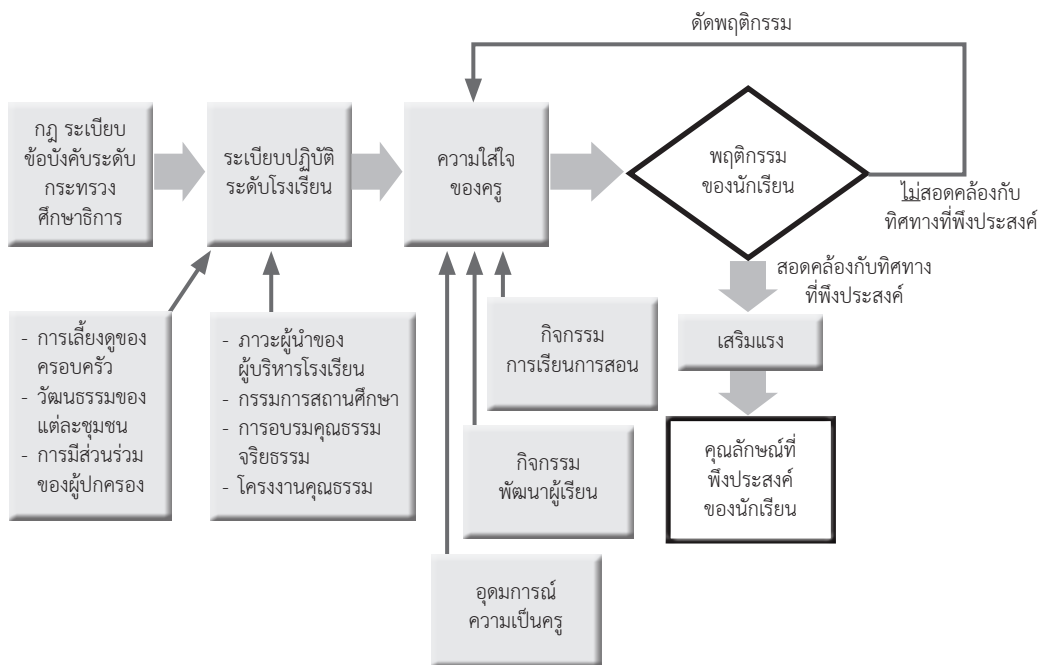 ดัดพฤติกรรม
กฎ ระเบียบ
ข้อบังคับระดับ
กระทรวง
ศึกษาธิการ
ระเบียบปฏิบัติ
ระดับโรงเรียน
ความใส่ใจ
ของครู
พฤติกรรม
ของนักเรียน
ไม่สอดคล้องกับ
ทิศทางที่พึงประสงค์
สอดคล้องกับทิศทาง
ที่พึงประสงค์
- การเลี้ยงดูของ
ครอบครัว
- วัฒนธรรมของ
แต่ละชุมชน
- การมีส่วนร่วม
ของผู้ปกครอง
- ภาวะผู้นำของ
ผู้บริหารโรงเรียน
- กรรมการสถานศึกษา
- การอบรมคุณธรรม
จริยธรรม
- โครงงานคุณธรรม
กิจกรรม
การเรียนการสอน
กิจกรรม
พัฒนาผู้เรียน
อุดมการณ์
ความเป็นครู
เสริมแรง
คุณลักษณ์ที่
พึงประสงค์
ของนักเรียน